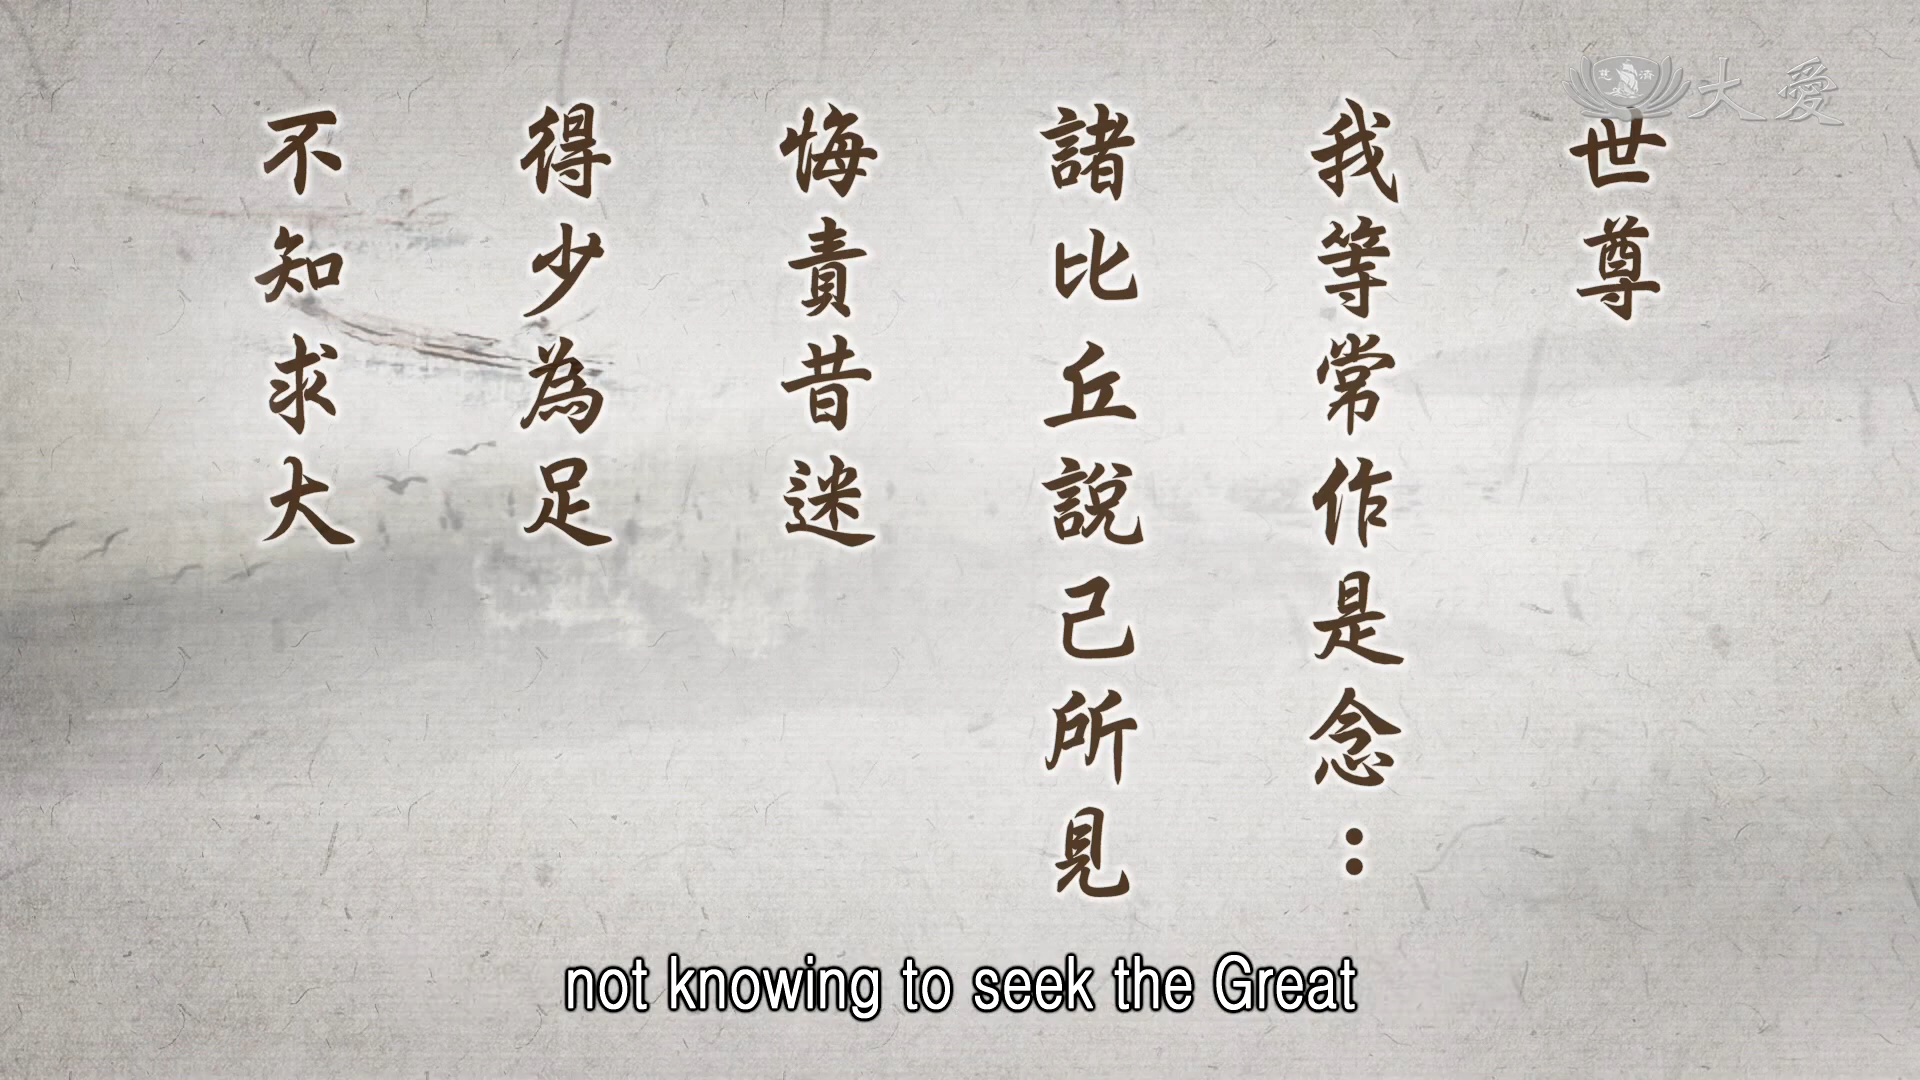 大愛
世尊
我等常作是念：
諸比丘說己所見
悔責昔迷
得少為足
不知求大
not knowing to seek the Great